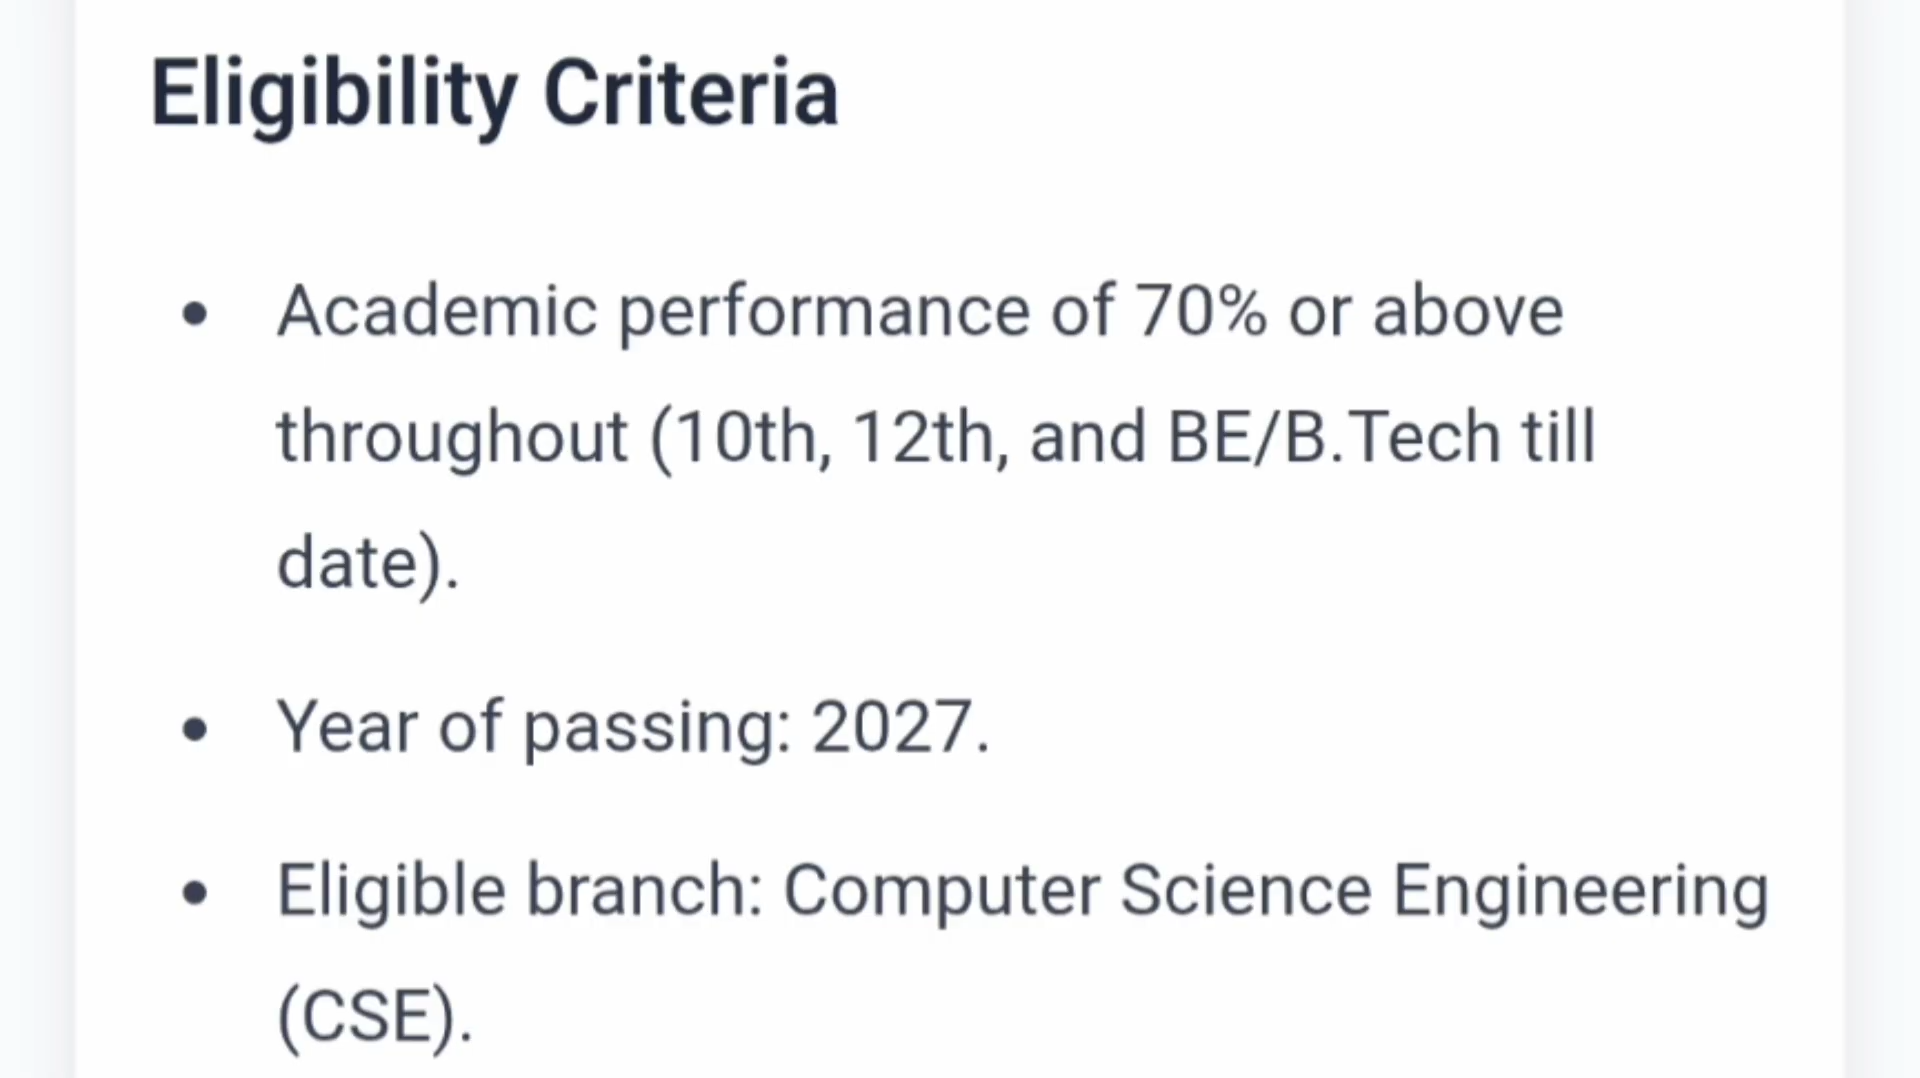 Eligibility Criteria
• Academic performance of 70% or above
throughout (10th, 12th, and BE/B.Tech till
date).
• Year of passing: 2027.
• Eligible branch: Computer Science Engineering
(CSE).